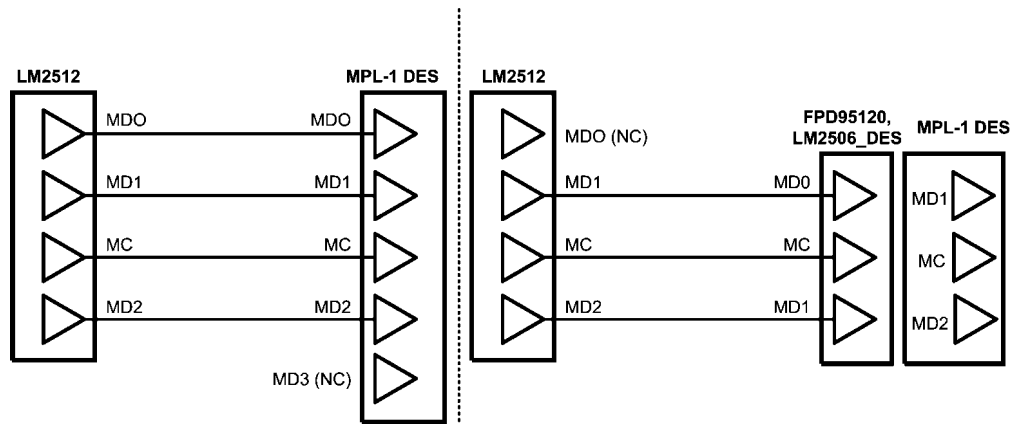 LM2512
MPL-1 DES
MDO
MDO
MD1
MD1
MC
MC
MD2
MD2
MD3 (NC)
LM2512
FPD95120,
LM2506_DES
MPL-1 DES
MDO (NC)
MD1
MD0
MD1
MC
MC
MC
MD2
MD1
MD2